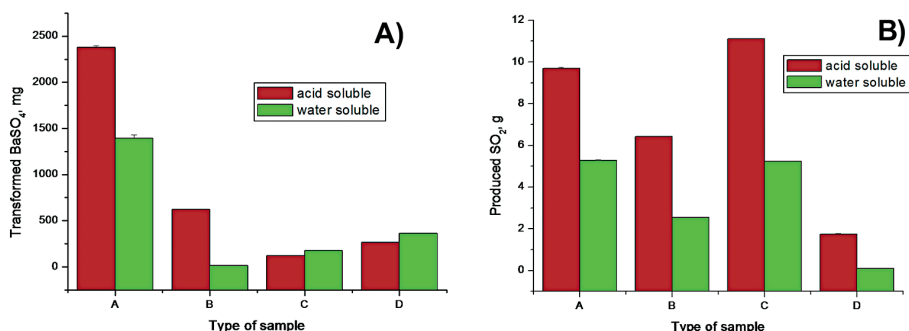 A)
2500
2000
1500
1000
500
0
Transformed BaSO4, mg
acid soluble
water soluble
A B C D
Type of sample
B)
12
10
8
6
4
2
0
Produced SO2, g
acid soluble
water soluble
A B C D
Type of sample